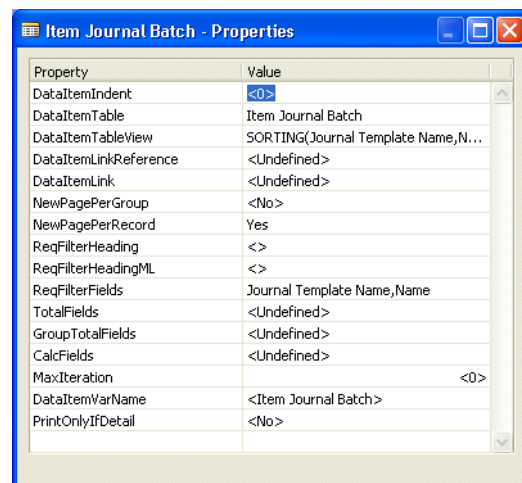 Item Journal Batch - Properties
Property Value
DataItemIndent <0>
DataItemTable Item Journal Batch
DataItemTableView SORTING(Journal Template Name,N...
DataItemLinkReference <Undefined>
DataItemLink <Undefined>
NewPagePerGroup <No>
NewPagePerRecord Yes
ReqFilterHeading <>
ReqFilterHeadingML <>
ReqFilterFields Journal Template Name,Name
TotalFields <Undefined>
GroupTotalFields <Undefined>
CalcFields <Undefined>
MaxIteration <0>
DataItemVarName <Item Journal Batch>
PrintOnlyIfDetail <No>